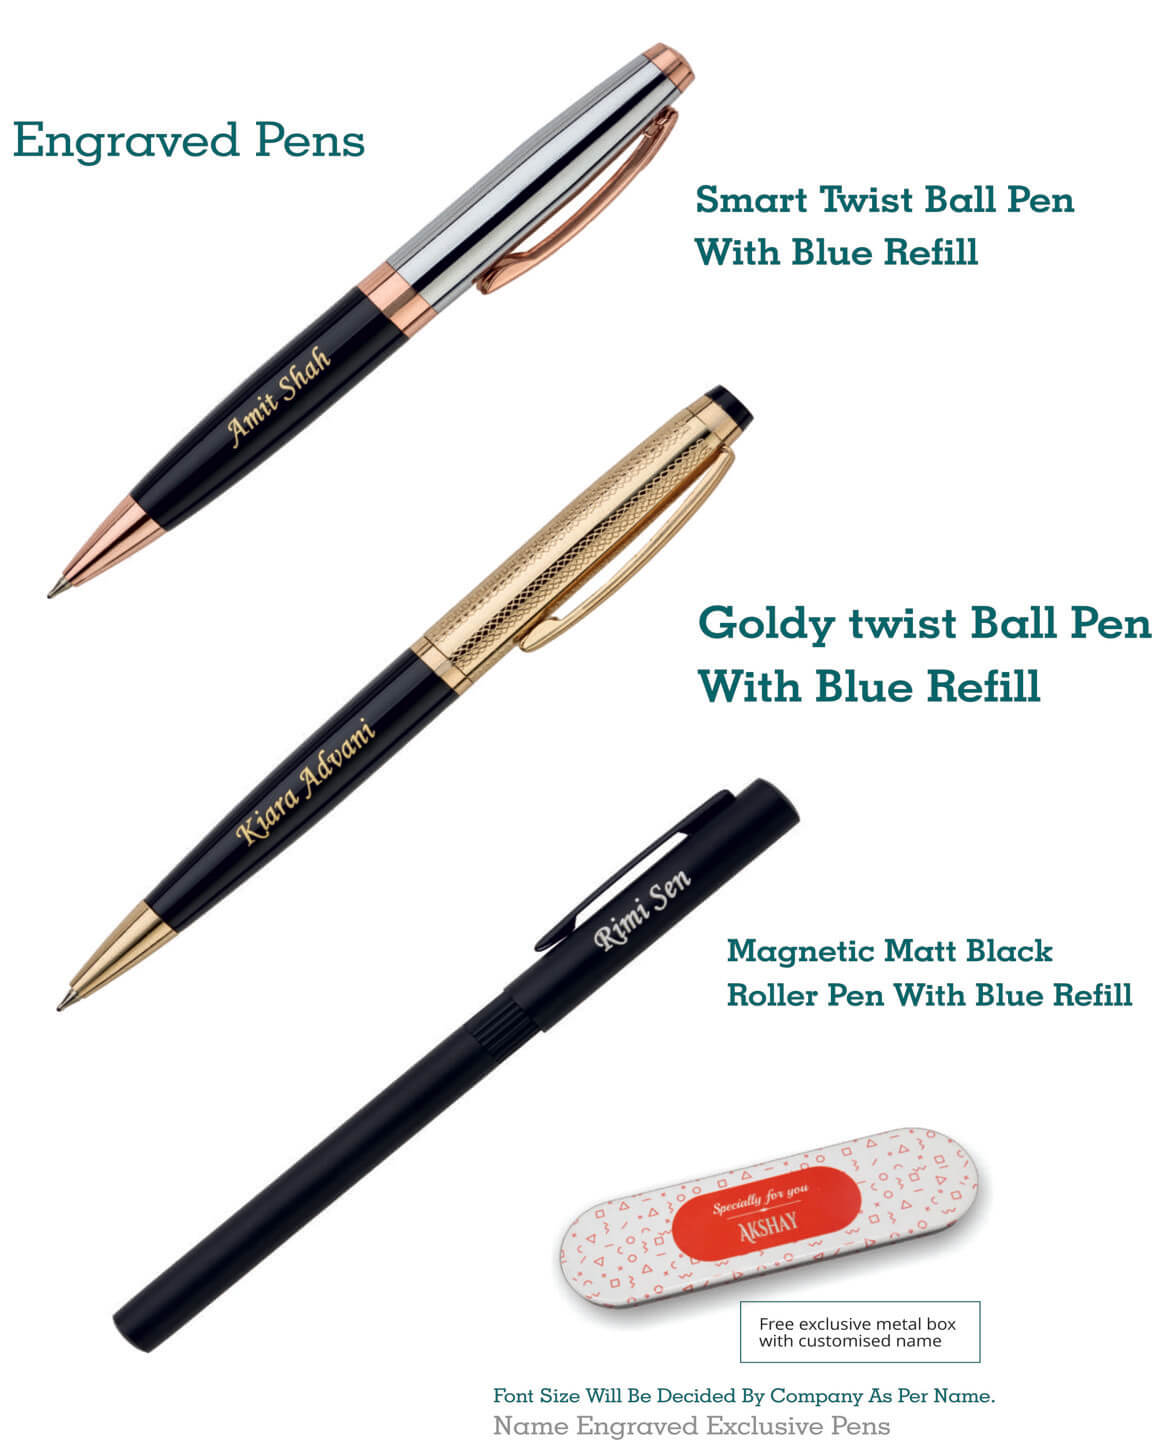 Engraved Pens
Smart Twist Ball Pen
With Blue Refill
Amit Shah
Goldy twist Ball Pen
With Blue Refill
Kiara Advani
Rimi Sen
Magnetic Matt Black
Roller Pen With Blue Refill
Specially for you
AKSHAY
Free exclusive metal box
with customised name
Font Size Will Be Decided By Company As Per Name.
Name Engraved Exclusive Pens